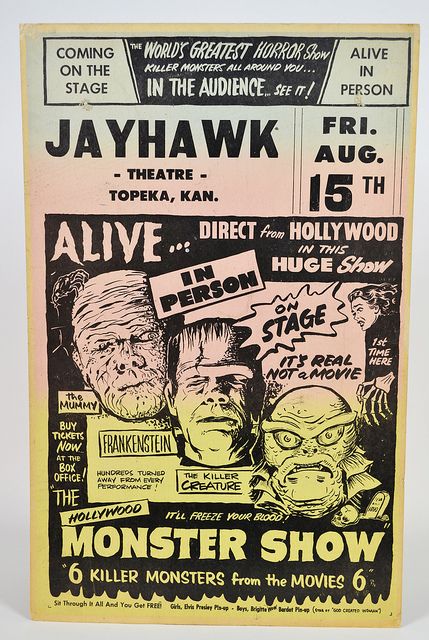 COMING
ON THE
STAGE
THE WORLD'S GREATEST HORROR Show
KILLER MONSTERS ALL AROUND YOU...
IN THE AUDIENCE... SEE IT!
ALIVE
IN
PERSON
JAYHAWK
- THEATRE -
TOPEKA, KAN.
FRI.
AUG.
15TH
ALIVE...
DIRECT from HOLLYWOOD
IN THIS
HUGE Show
IN
PERSON
ON
STAGE
1st
TIME
HERE
IT'S REAL
NOT a MOVIE
the
MUMMY
BUY
TICKETS
NOW
AT THE
BOX
OFFICE!
FRANKENSTEIN
HUNDREDS TURNED
AWAY FROM EVERY
PERFORMANCE!
THE KILLER
CREATURE
"THE
HOLLYWOOD
IT'LL FREEZE YOUR BLOOD!
MONSTER SHOW
"6 KILLER MONSTERS from the MOVIES 6"
Sit Through It All And You Get FREE! Girls, Elvis Presley Pin-up - Boys, Brigitte Bardot Pin-up (STAR OF "GOD CREATED WOMAN")